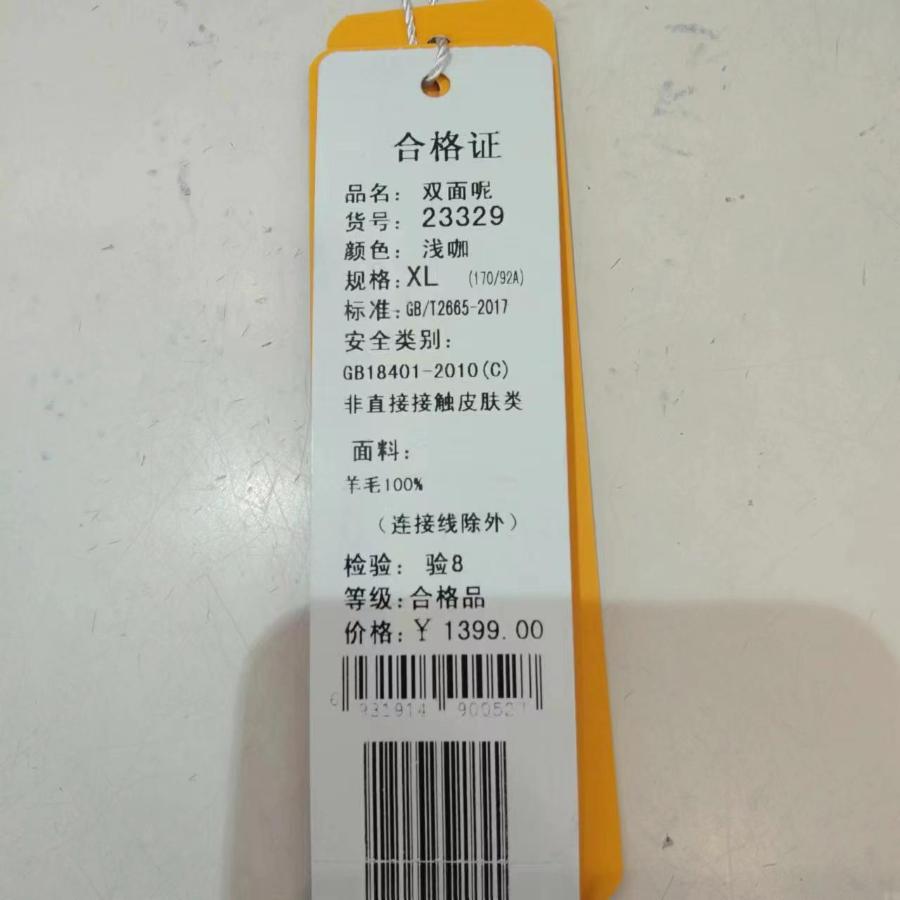 合格证
品名： 双面呢
货号： 23329
颜色： 浅咖
规格：XL (170/92A)
标准：GB/T2665-2017
安全类别：
GB18401-2010(C)
非直接接触皮肤类
面料：
羊毛100%
（连接线除外）
检验： 验8
等级：合格品
价格：￥1399.00
6 931914